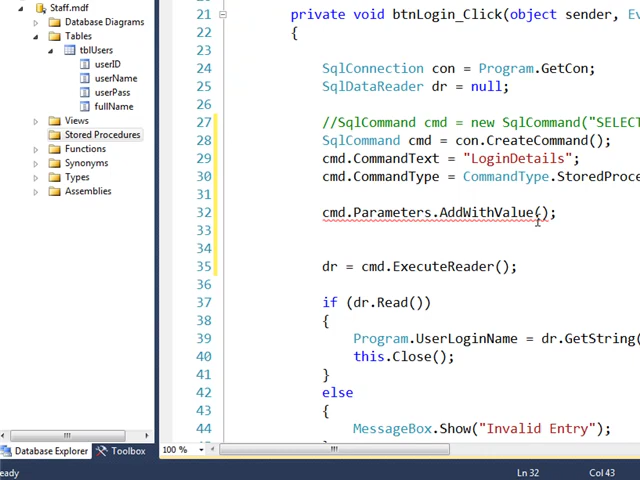 Staff.mdf
Database Diagrams
Tables
tblUsers
userID
userName
userPass
fullName
Views
Stored Procedures
Functions
Synonyms
Types
Assemblies
Database Explorer
Toolbox
21 private void btnLogin_Click(object sender, Ev
22 {
23
24 SqlConnection con = Program.GetCon;
25 SqlDataReader dr = null;
26
27 //SqlCommand cmd = new SqlCommand("SELECT
28 SqlCommand cmd = con.CreateCommand();
29 cmd.CommandText = "LoginDetails";
30 cmd.CommandType = CommandType.StoredProce
31
32 cmd.Parameters.AddWithValue();
33
34
35 dr = cmd.ExecuteReader();
36
37 if (dr.Read())
38 {
39 Program.UserLoginName = dr.GetString(
40 this.Close();
41 }
42 else
43 {
44 MessageBox.Show("Invalid Entry");
100 %
eady
Ln 32
Col 43